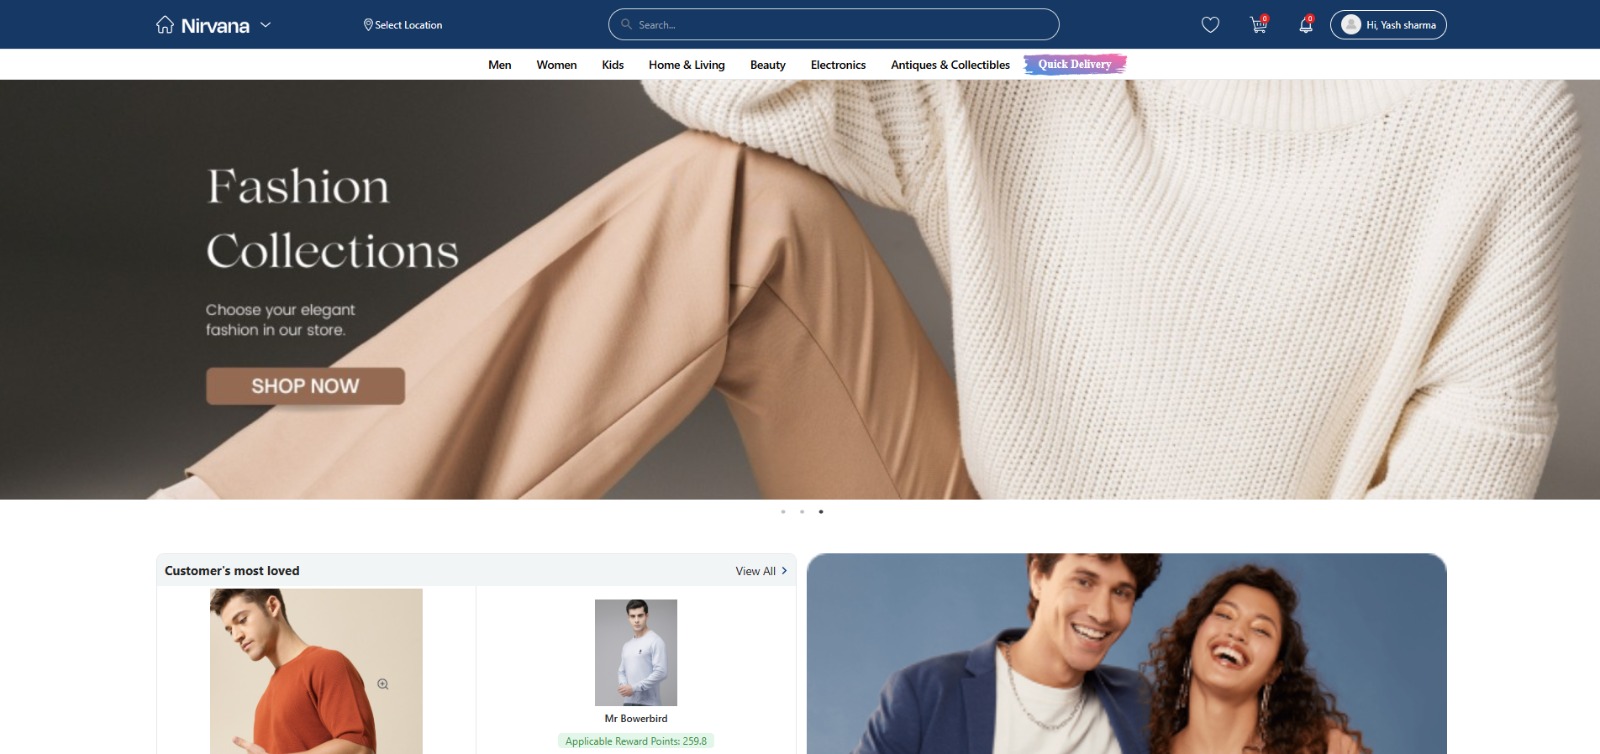 Nirvana
Select Location
Search...
0
0
Hi, Yash sharma
Men
Women
Kids
Home & Living
Beauty
Electronics
Antiques & Collectibles
Quick Delivery
Fashion
Collections
Choose your elegant
fashion in our store.
SHOP NOW
Customer's most loved
View All
Mr Bowerbird
Applicable Reward Points: 259.8